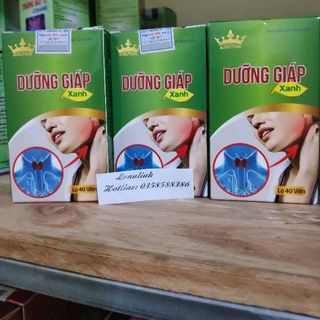 DƯỠNG GIÁP
Xanh
Lọ 40 Viên
DƯỠNG GIÁP
Xanh
Lọ 40 Viên
DƯỠNG GIÁP
Xanh
Lọ 40 Viên
Loanlinh
Hotline: 0358588386